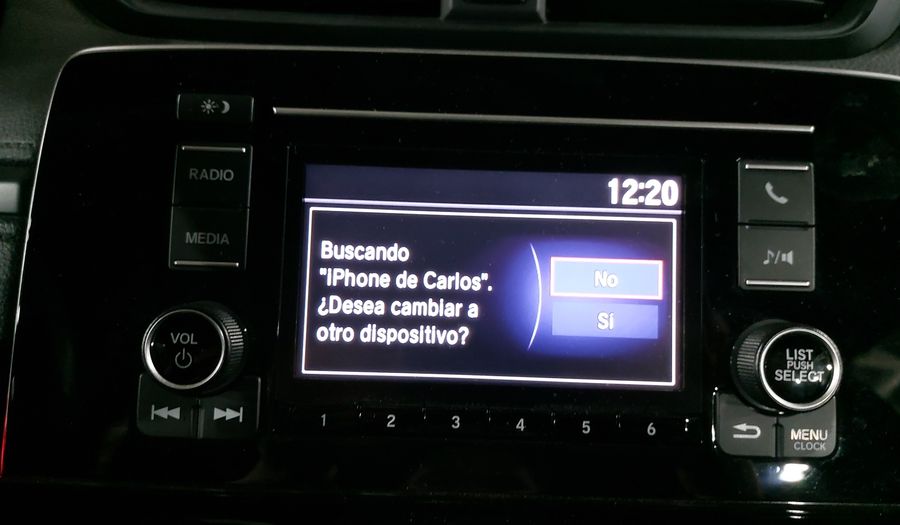 RADIO
MEDIA
VOL
12:20
Buscando
"IPhone de Carlos".
¿Desea cambiar a
otro dispositivo?
No
Sí
1 2 3 4 5 6
LIST
PUSH
SELECT
MENU
CLOCK